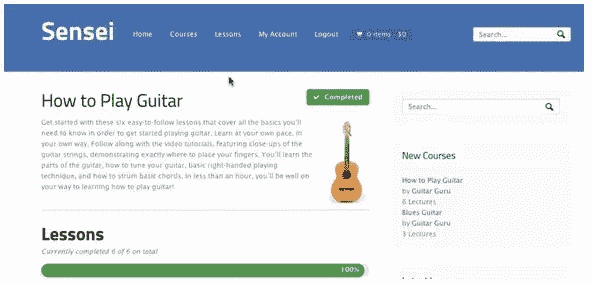 Sensei
Home Courses Lessons My Account Logout 0 items - $0
Search...
How to Play Guitar
Completed
Get started with these six easy-to-follow lessons that cover all the basics you'll
need to know in order to get started playing guitar. Learn at your own pace, in
your own way. Follow along with the video tutorials, featuring close-ups of the
guitar strings, demonstrating exactly where to place your fingers. You'll learn the
parts of the guitar, how to tune your guitar, basic right-handed playing
technique, and how to strum basic chords. In less than an hour, you'll be well on
your way to learning how to play guitar!
Lessons
Currently completed 6 of 6 in total
100%
Search...
New Courses
How to Play Guitar
by Guitar Guru
6 Lectures
Blues Guitar
by Guitar Guru
3 Lectures